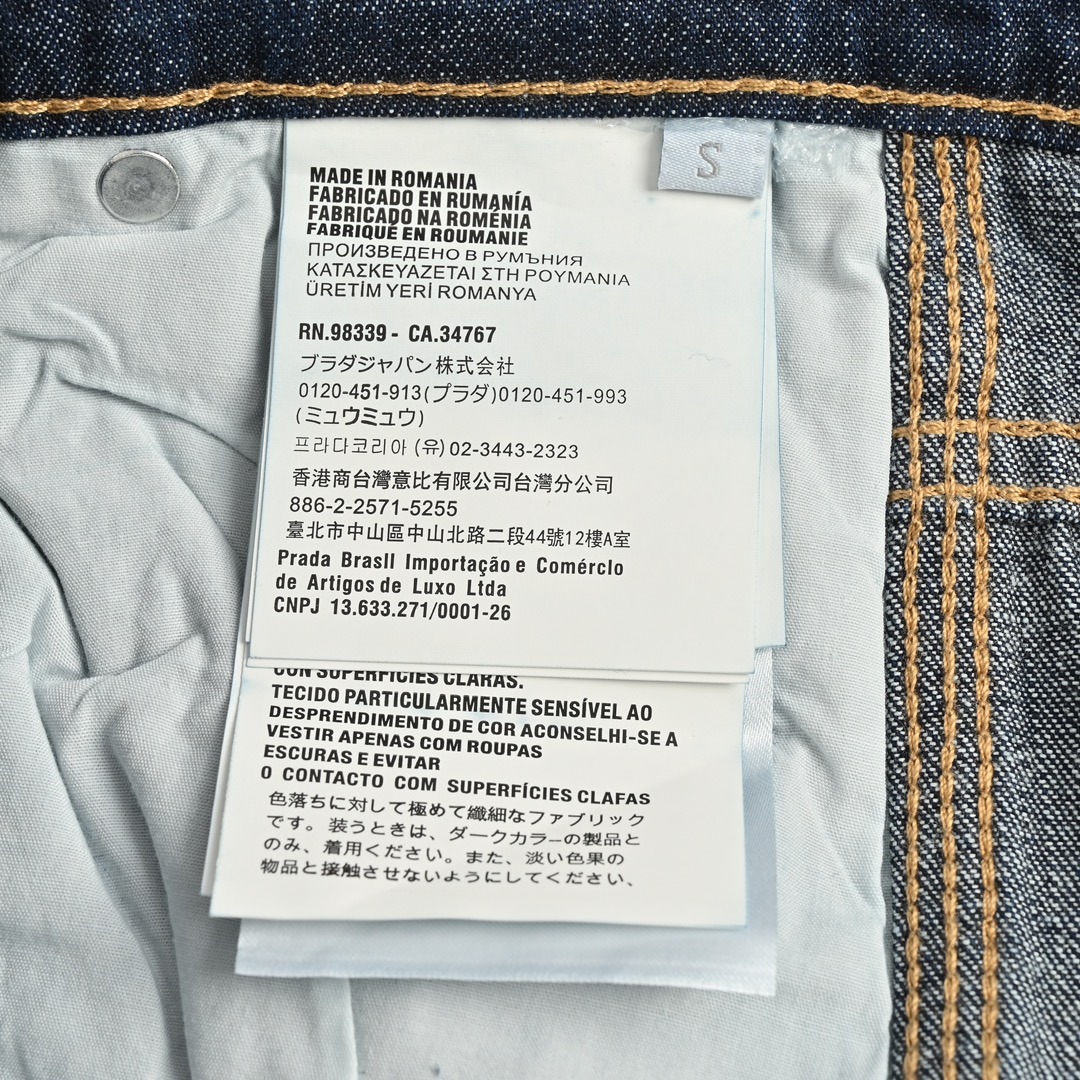 S
MADE IN ROMANIA
FABRICADO EN RUMANÍA
FABRICADO NA ROMÉNIA
FABRIQUÉ EN ROUMANIE
ПРОИЗВЕДЕНО В РУМЪНИЯ
ΚΑΤΑΣΚΕΥΑΖΕΤΑΙ ΣΤΗ ΡΟΥΜΑΝΙΑ
ÜRETİM YERİ ROMANYA
RN.98339 - CA.34767
プラダジャパン株式会社
0120-451-913(プラダ)0120-451-993
(ミュウミュウ)
프라다코리아 (유) 02-3443-2323
香港商台灣意比有限公司台灣分公司
886-2-2571-5255
臺北市中山區中山北路二段44號12樓A室
Prada Brasll Importação e Comérclo
de Artigos de Luxo Ltda
CNPJ 13.633.271/0001-26
CON SUPERFICIES CLARAS.
TECIDO PARTICULARMENTE SENSÍVEL AO
DESPRENDIMENTO DE COR ACONSELHI-SE A
VESTIR APENAS COM ROUPAS
ESCURAS E EVITAR
O CONTACTO COM SUPERFÍCIES CLAFAS
色落ちに対して極めて繊細なファブリック
です。装うときは、ダークカラーの製品と
のみ、着用ください。また、淡い色果の
物品と接触させないようにしてください、